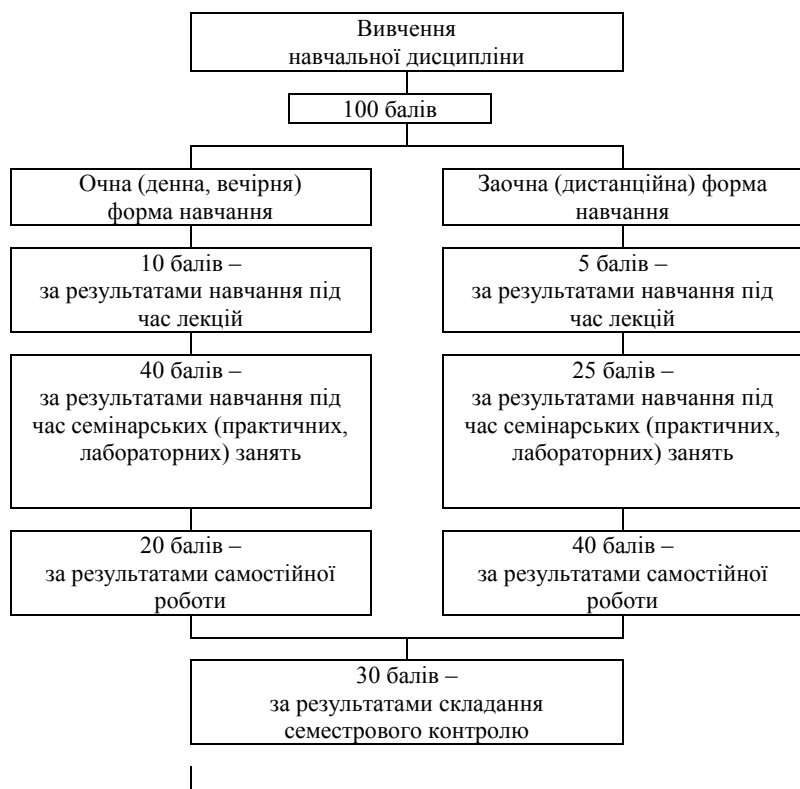 Вивчення
навчальної дисципліни
100 балів
Очна (денна, вечірня)
форма навчання
Заочна (дистанційна) форма
навчання
10 балів –
за результатами навчання під
час лекцій
5 балів –
за результатами навчання під
час лекцій
40 балів –
за результатами навчання під
час семінарських (практичних,
лабораторних) занять
25 балів –
за результатами навчання під
час семінарських (практичних,
лабораторних) занять
20 балів –
за результатами самостійної
роботи
40 балів –
за результатами самостійної
роботи
30 балів –
за результатами складання
семестрового контролю